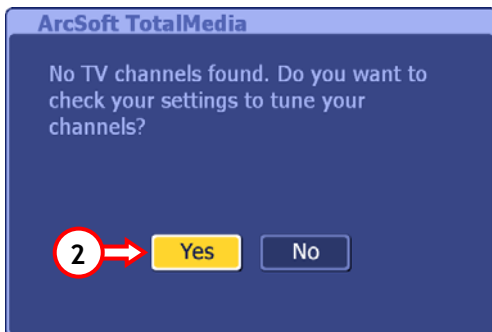 ArcSoft TotalMedia
No TV channels found. Do you want to
check your settings to tune your
channels?
2
Yes
No